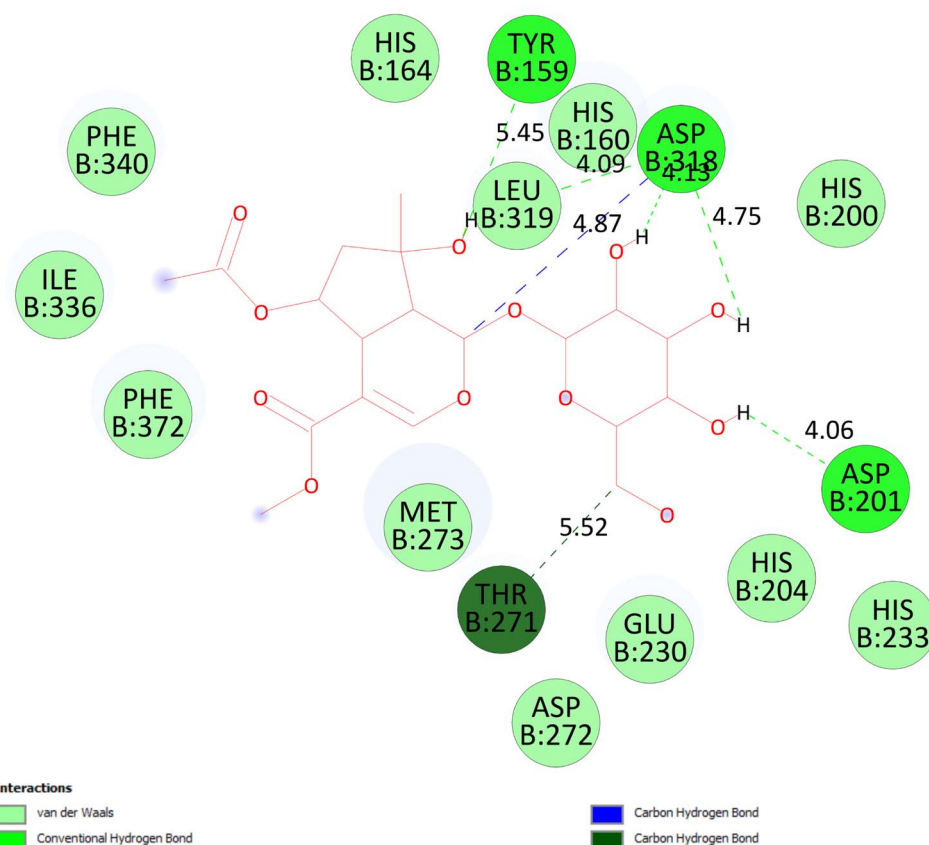 HIS
B:164
TYR
B:159
HIS
B:160
ASP
B:318
PHE
B:340
LEU
B:319
HIS
B:200
5.45
4.09
4.13
4.87
4.75
H
H
O
O
O
ILE
B:336
O
O
O
H
PHE
B:372
O
O
O
H
O
4.06
ASP
B:201
O
MET
B:273
O
5.52
THR
B:271
GLU
B:230
HIS
B:204
HIS
B:233
ASP
B:272
nteractions
van der Waals
Conventional Hydrogen Bond
Carbon Hydrogen Bond
Carbon Hydrogen Bond